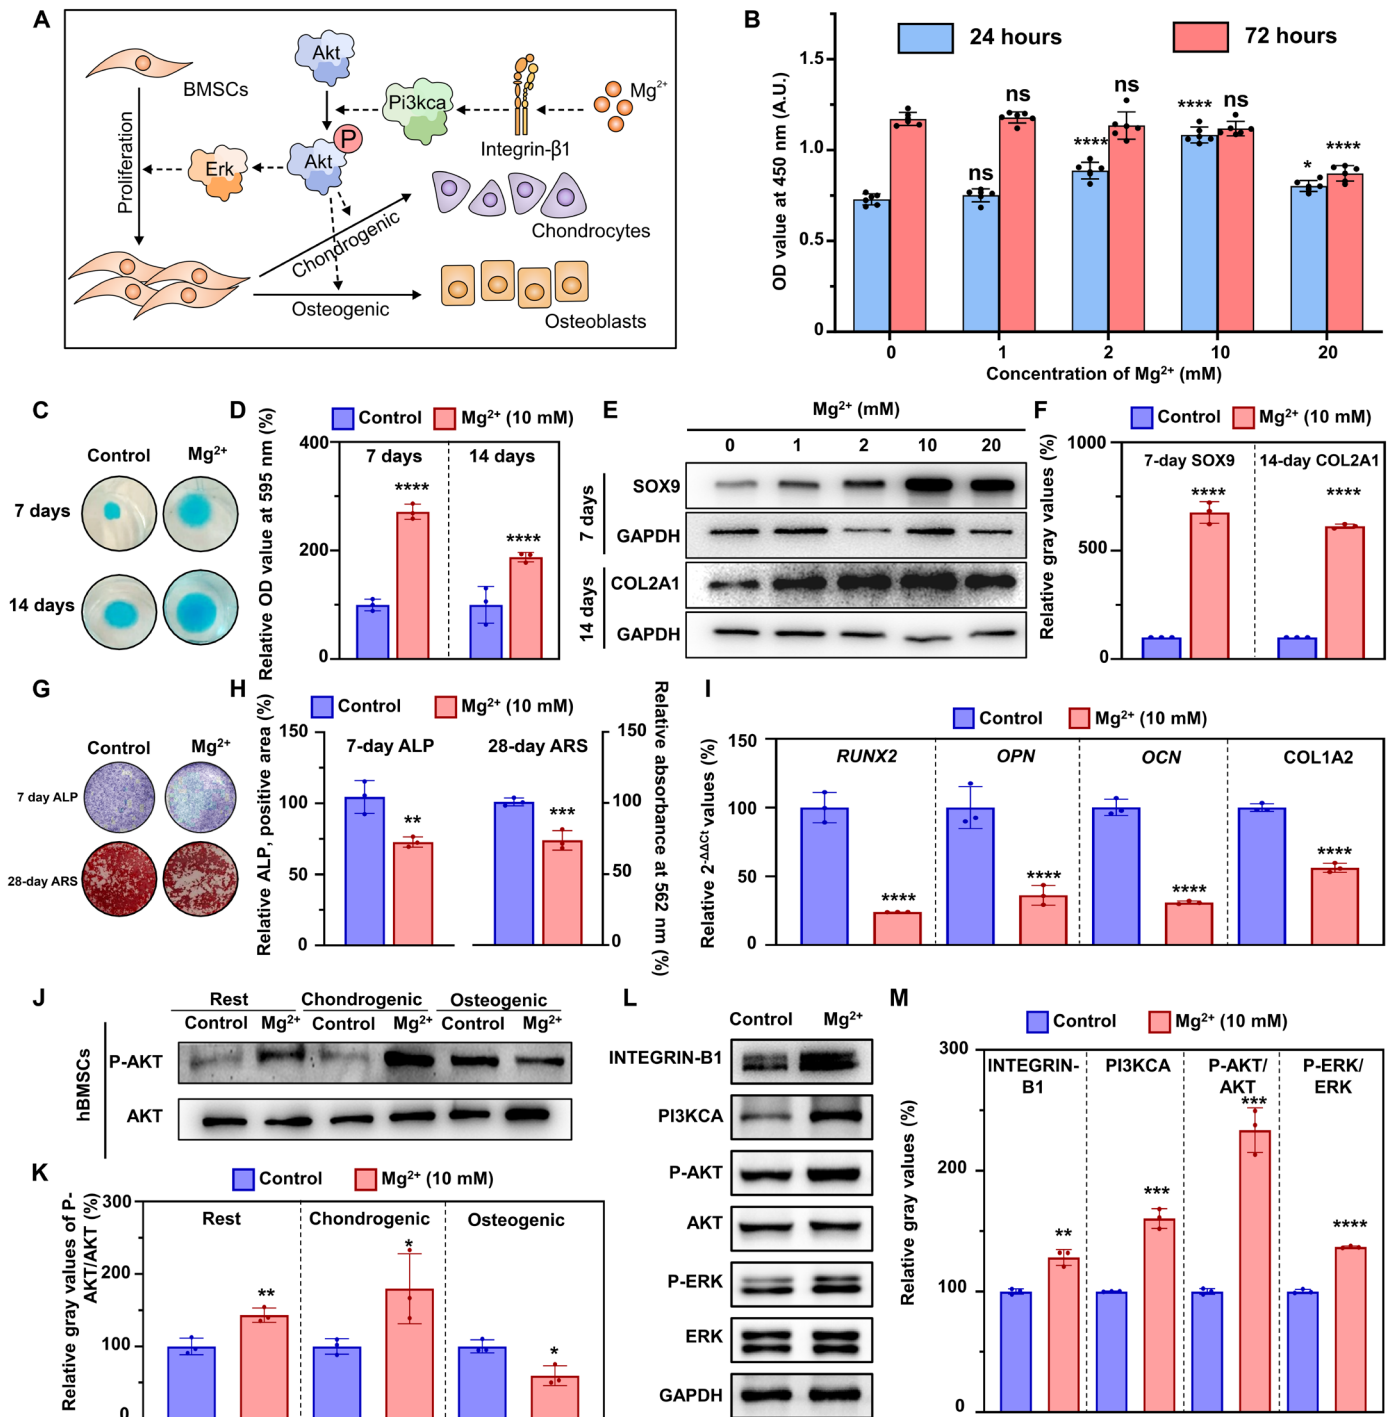 A
Akt
BMSCs
Pi3kca
Mg²⁺
P
Integrin-β1
Proliferation
Erk
Akt
Chondrogenic
Chondrocytes
Osteogenic
Osteoblasts
B
24 hours
72 hours
OD value at 450 nm (A.U.)
1.5
1.0
0.5
0
ns
ns
****
ns
****
ns
*
****
0 1 2 10 20
Concentration of Mg²⁺ (mM)
C
Control Mg²⁺
7 days
14 days
D
Control Mg²⁺ (10 mM)
Relative OD value at 595 nm (%)
400
200
0
7 days 14 days
****
****
E
Mg²⁺ (mM)
0 1 2 10 20
7 days
SOX9
GAPDH
14 days
COL2A1
GAPDH
F
Control Mg²⁺ (10 mM)
Relative gray values (%)
1000
500
0
7-day SOX9 14-day COL2A1
****
****
G
Control Mg²⁺
7 day ALP
28-day ARS
H
Control Mg²⁺ (10 mM)
Relative ALP, positive area (%)
150
100
50
0
7-day ALP 28-day ARS
**
***
150
100
50
0
Relative absorbance at 562 nm (%)
I
Control Mg²⁺ (10 mM)
Relative 2^-ΔΔCt values (%)
150
100
50
0
RUNX2 OPN OCN COL1A2
****
****
****
****
J
Rest Chondrogenic Osteogenic
Control Mg²⁺ Control Mg²⁺ Control Mg²⁺
hBMSCs
P-AKT
AKT
K
Control Mg²⁺ (10 mM)
Relative gray values of P-
AKT/AKT (%)
300
200
100
0
Rest Chondrogenic Osteogenic
**
*
*
L
Control Mg²⁺
INTEGRIN-B1
PI3KCA
P-AKT
AKT
P-ERK
ERK
GAPDH
M
Control Mg²⁺ (10 mM)
Relative gray values (%)
300
200
100
0
INTEGRIN-
B1
PI3KCA
P-AKT/
AKT
P-ERK/
ERK
**
***
***
****